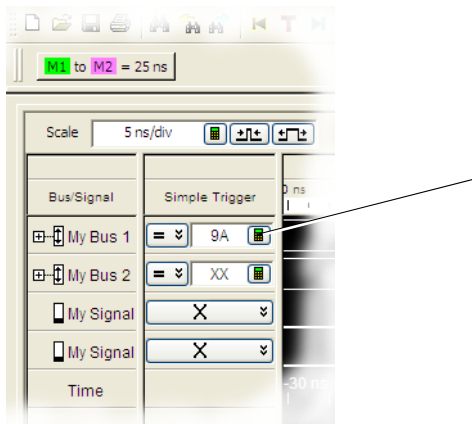 T
M1 to M2 = 25 ns
Scale 5 ns/div
Bus/Signal Simple Trigger 0 ns
My Bus 1 = 9A
My Bus 2 = XX
My Signal X
My Signal X
Time -30 ns